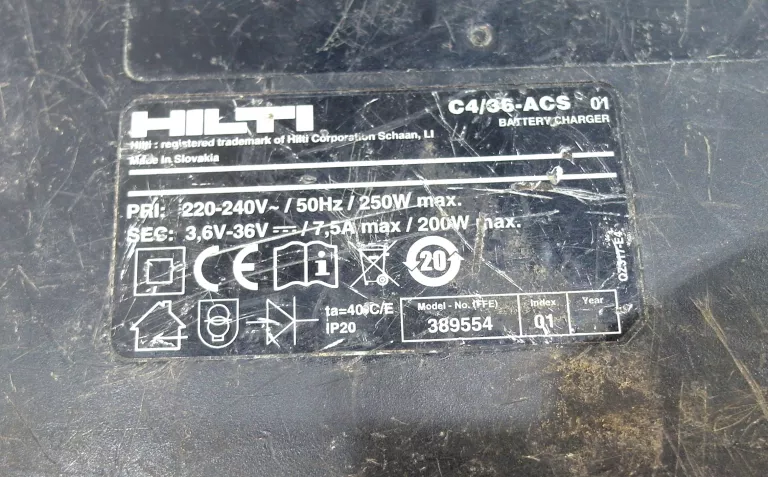 HILTI
C4/36-ACS 01
BATTERY CHARGER
Hilti : registered trademark of Hilti Corporation Schaan, LI
Made in Slovakia
PRI: 220-240V~ / 50Hz / 250W max.
SEC: 3,6V-36V ⎓ / 7,5A max / 200W max.
CE
i
20
ta=40°C/E
IP20
Model - No. (FFE)
389554
Index
01
Year